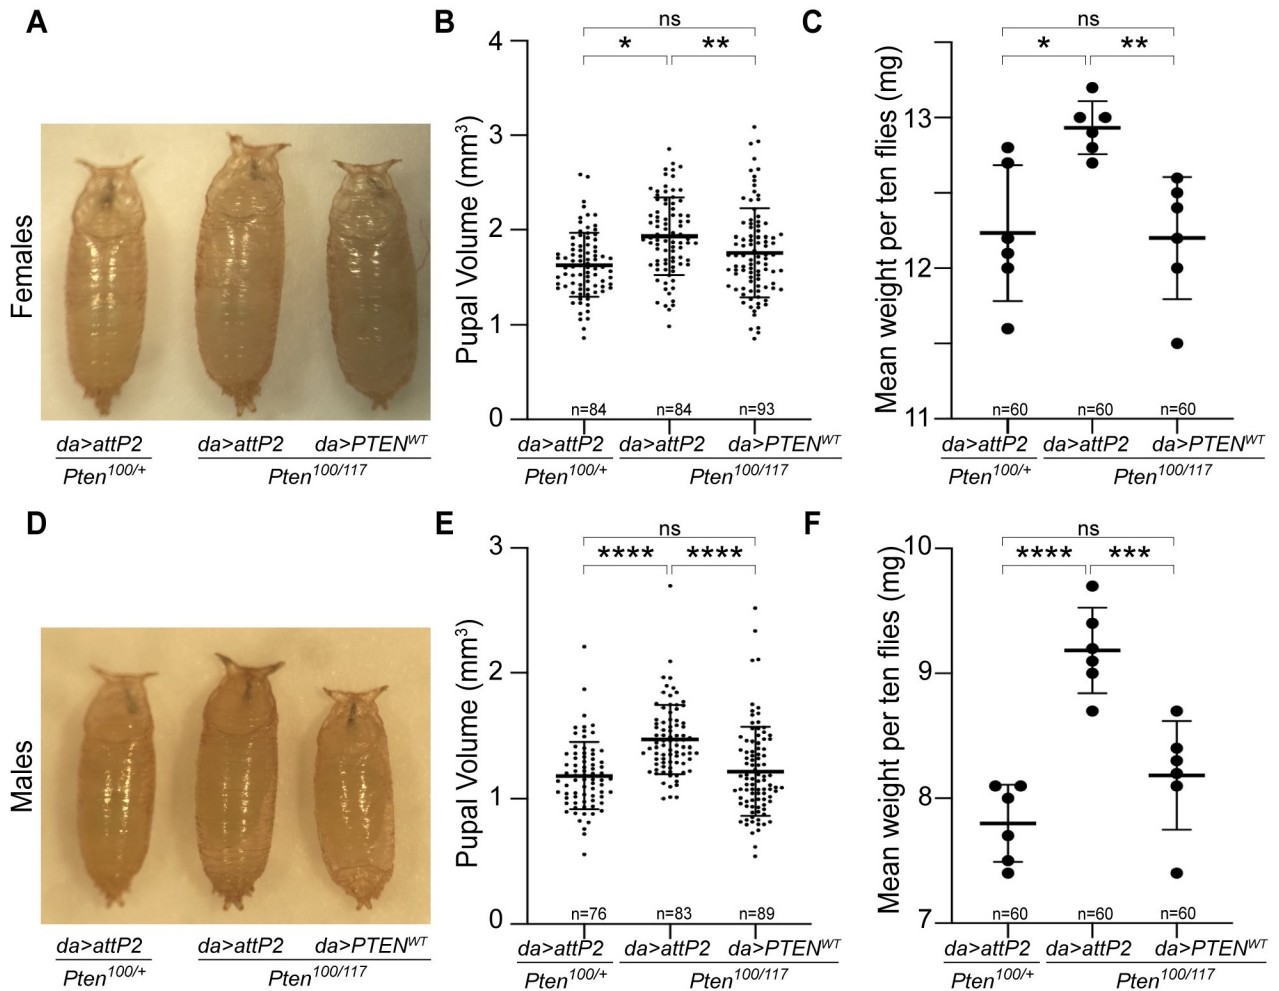 A
Females
da>attP2 da>attP2 da>PTENᵂᵀ
Pten¹⁰⁰/⁺ Pten¹⁰⁰/¹¹⁷
B
ns
* **
Pupal Volume (mm³)
4
3
2
1
0
n=84 n=84 n=93
da>attP2 da>attP2 da>PTENᵂᵀ
Pten¹⁰⁰/⁺ Pten¹⁰⁰/¹¹⁷
C
ns
* **
Mean weight per ten flies (mg)
13
12
11
n=60 n=60 n=60
da>attP2 da>attP2 da>PTENᵂᵀ
Pten¹⁰⁰/⁺ Pten¹⁰⁰/¹¹⁷
D
Males
da>attP2 da>attP2 da>PTENᵂᵀ
Pten¹⁰⁰/⁺ Pten¹⁰⁰/¹¹⁷
E
ns
**** ****
Pupal Volume (mm³)
3
2
1
0
n=76 n=83 n=89
da>attP2 da>attP2 da>PTENᵂᵀ
Pten¹⁰⁰/⁺ Pten¹⁰⁰/¹¹⁷
F
ns
**** ***
Mean weight per ten flies (mg)
10
9
8
7
n=60 n=60 n=60
da>attP2 da>attP2 da>PTENᵂᵀ
Pten¹⁰⁰/⁺ Pten¹⁰⁰/¹¹⁷